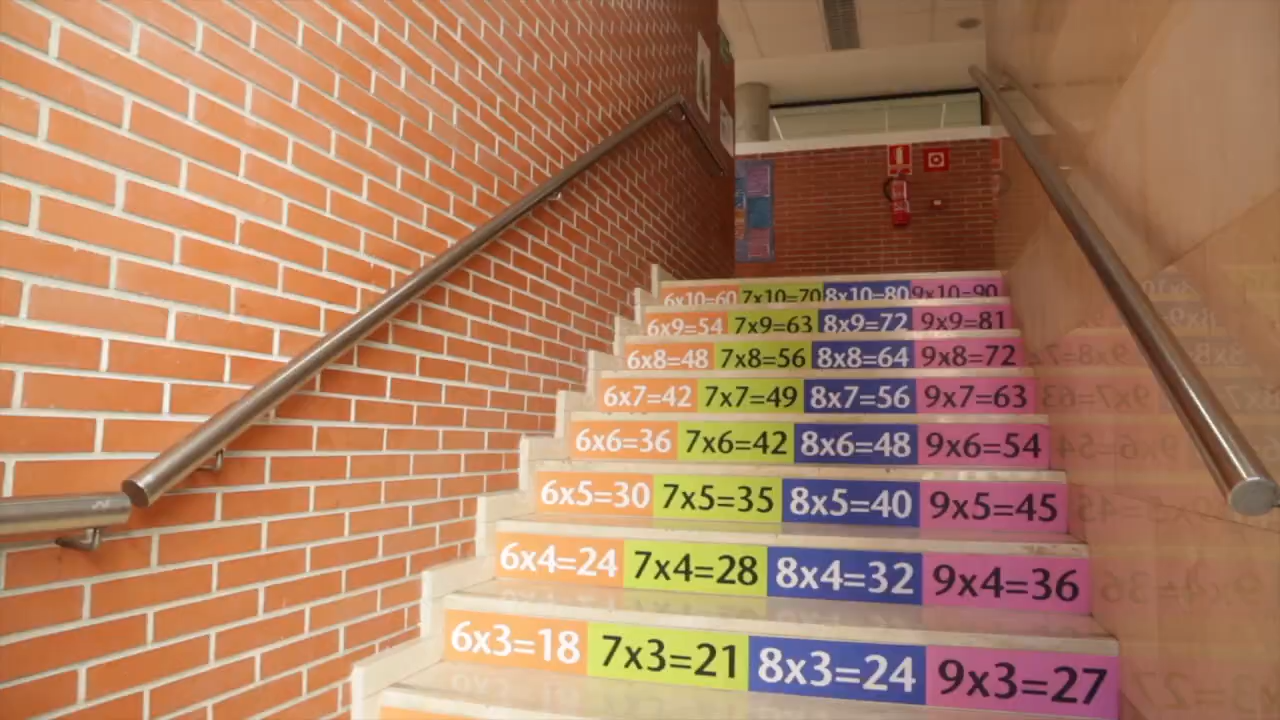 6x10=60 7x10=70 8x10=80 9x10=90
6x9=54 7x9=63 8x9=72 9x9=81
6x8=48 7x8=56 8x8=64 9x8=72
6x7=42 7x7=49 8x7=56 9x7=63
6x6=36 7x6=42 8x6=48 9x6=54
6x5=30 7x5=35 8x5=40 9x5=45
6x4=24 7x4=28 8x4=32 9x4=36
6x3=18 7x3=21 8x3=24 9x3=27